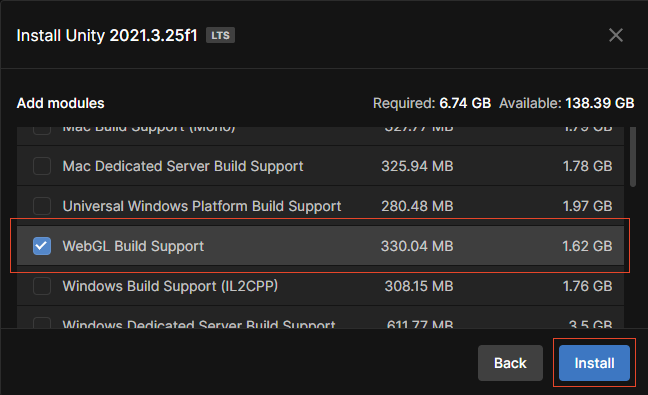 Install Unity 2021.3.25f1 LTS
Add modules Required: 6.74 GB Available: 138.39 GB
Mac Build Support (Mono) 327.77 MB 1.79 GB
Mac Dedicated Server Build Support 325.94 MB 1.78 GB
Universal Windows Platform Build Support 280.48 MB 1.97 GB
WebGL Build Support 330.04 MB 1.62 GB
Windows Build Support (IL2CPP) 308.15 MB 1.76 GB
Windows Dedicated Server Build Support 611.77 MB 3.5 GB
Back Install